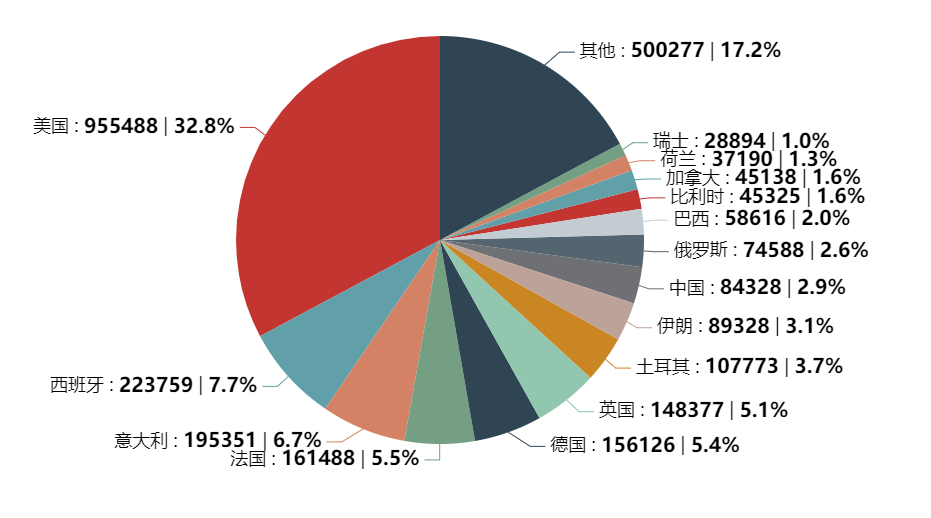 其他 : 500277 | 17.2%
美国 : 955488 | 32.8%
瑞士 : 28894 | 1.0%
荷兰 : 37190 | 1.3%
加拿大 : 45138 | 1.6%
比利时 : 45325 | 1.6%
巴西 : 58616 | 2.0%
俄罗斯 : 74588 | 2.6%
中国 : 84328 | 2.9%
伊朗 : 89328 | 3.1%
土耳其 : 107773 | 3.7%
西班牙 : 223759 | 7.7%
英国 : 148377 | 5.1%
意大利 : 195351 | 6.7%
德国 : 156126 | 5.4%
法国 : 161488 | 5.5%